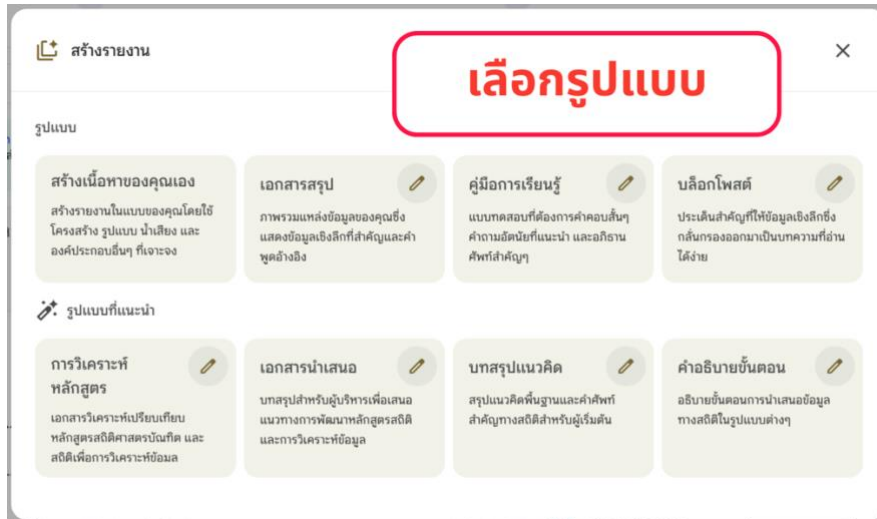 สร้างรายงาน
เลือกรูปแบบ
รูปแบบ
สร้างเนื้อหาของคุณเอง
สร้างรายงานในแบบของคุณโดยใช้
โครงสร้าง รูปแบบ น้ำเสียง และ
องค์ประกอบอื่นๆ ที่เจาะจง
เอกสารสรุป
ภาพรวมแหล่งข้อมูลของคุณซึ่ง
แสดงข้อมูลเชิงลึกที่สำคัญและคำ
พูดอ้างอิง
คู่มือการเรียนรู้
แบบทดสอบที่ต้องการคำตอบสั้นๆ
คำถามอัตนัยที่แนะนำ และอภิธาน
ศัพท์สำคัญๆ
บล็อกโพสต์
ประเด็นสำคัญที่ให้ข้อมูลเชิงลึกซึ่ง
กลั่นกรองออกมาเป็นบทความที่อ่าน
ได้ง่าย
รูปแบบที่แนะนำ
การวิเคราะห์
หลักสูตร
เอกสารวิเคราะห์เปรียบเทียบ
หลักสูตรสถิติศาสตรบัณฑิต และ
สถิติเพื่อการวิเคราะห์ข้อมูล
เอกสารนำเสนอ
บทสรุปสำหรับผู้บริหารเพื่อเสนอ
แนวทางการพัฒนาหลักสูตรสถิติ
และการวิเคราะห์ข้อมูล
บทสรุปแนวคิด
สรุปแนวคิดพื้นฐานและคำศัพท์
สำคัญทางสถิติสำหรับผู้เริ่มต้น
คำอธิบายขั้นตอน
อธิบายขั้นตอนการนำเสนอข้อมูล
ทางสถิติในรูปแบบต่างๆ